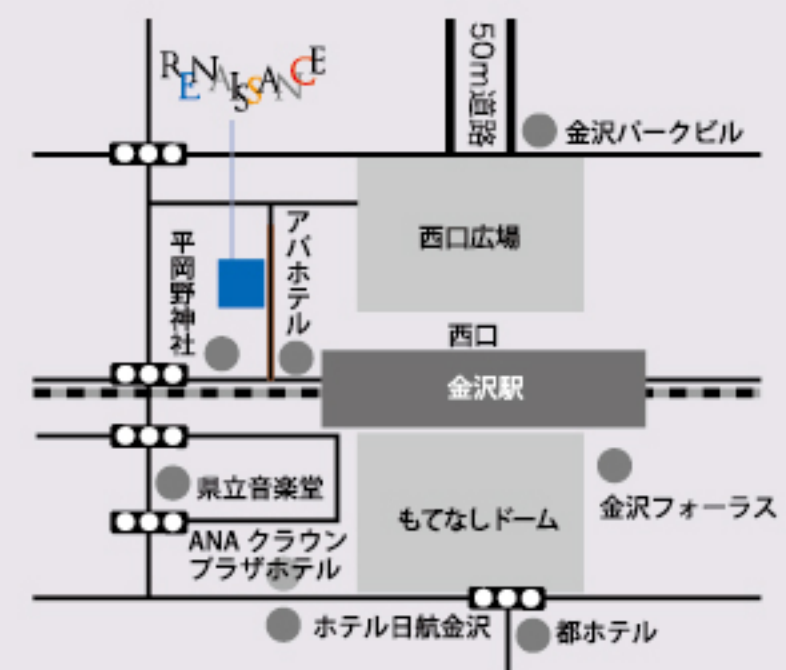 RENAISSANCE
50m道路
金沢パークビル
西口広場
アパホテル
平岡野神社
西口
金沢駅
県立音楽堂
もてなしドーム
金沢フォーラス
ANA クラウン
プラザホテル
ホテル日航金沢
都ホテル